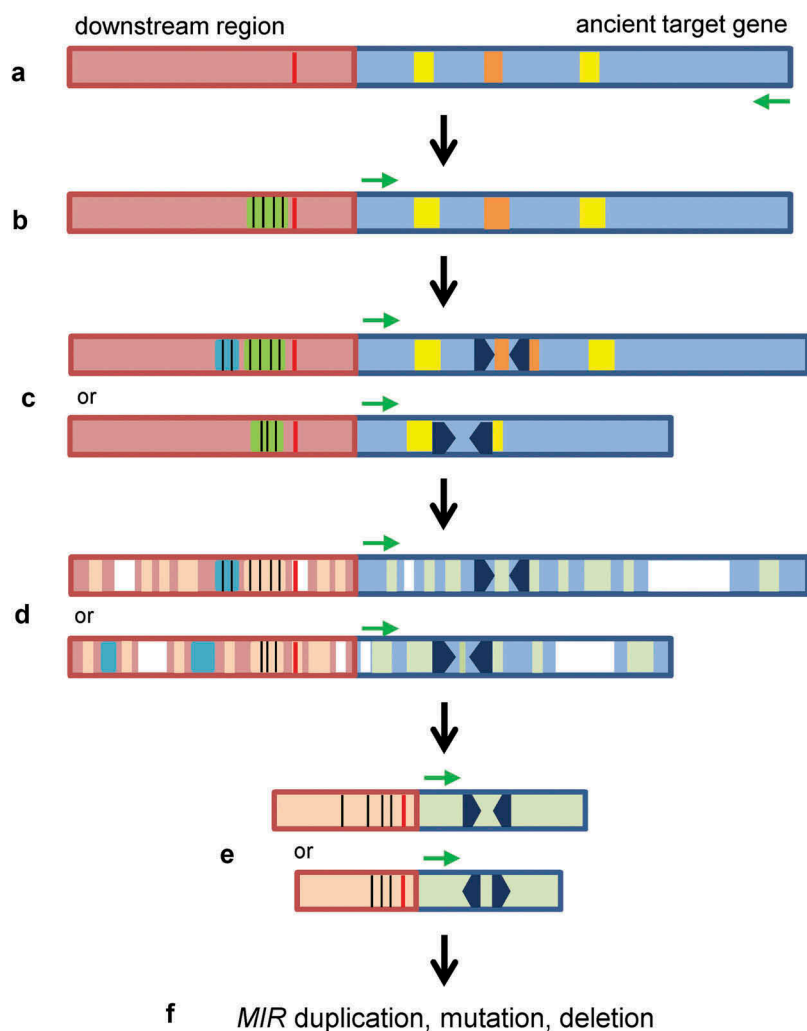 downstream region ancient target gene
a
b
c or
d or
e or
f MIR duplication, mutation, deletion